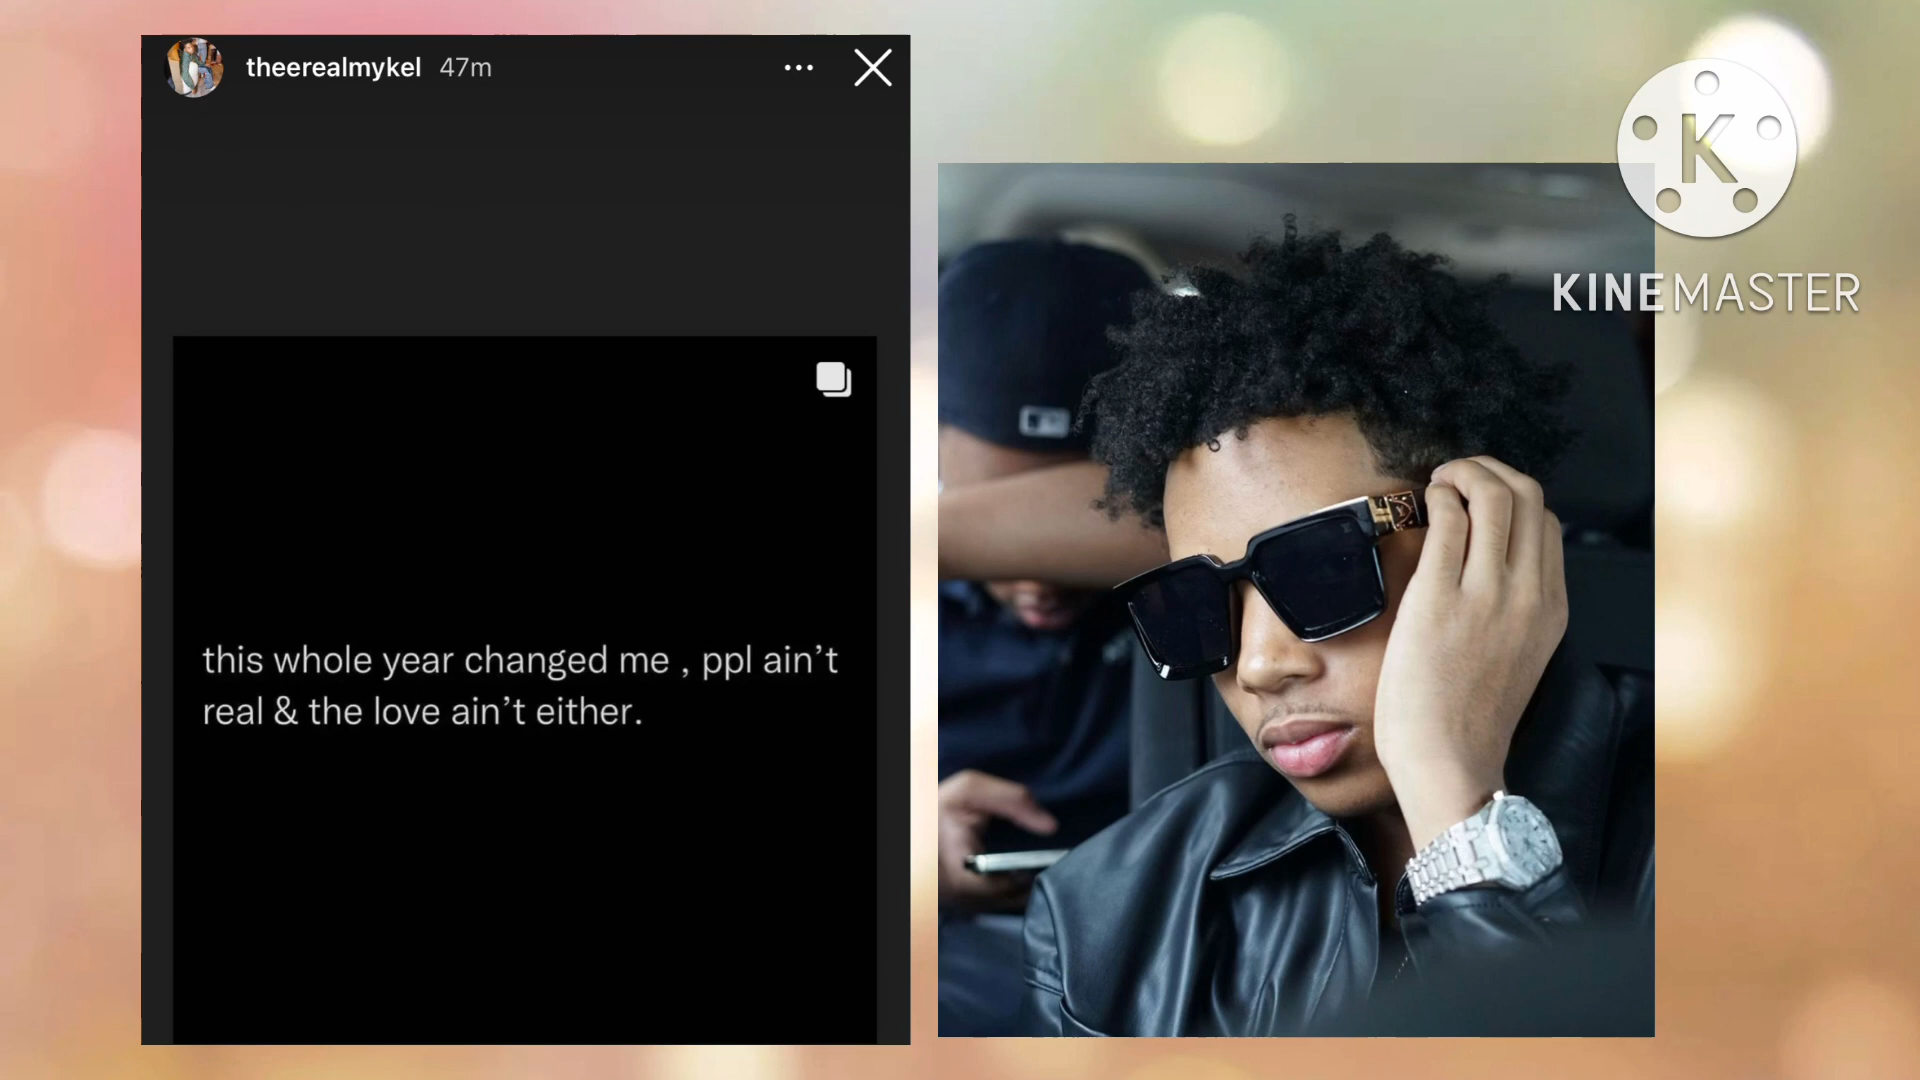 theerealmykel 47m
this whole year changed me , ppl ain't
real & the love ain't either.
K
KINEMASTER